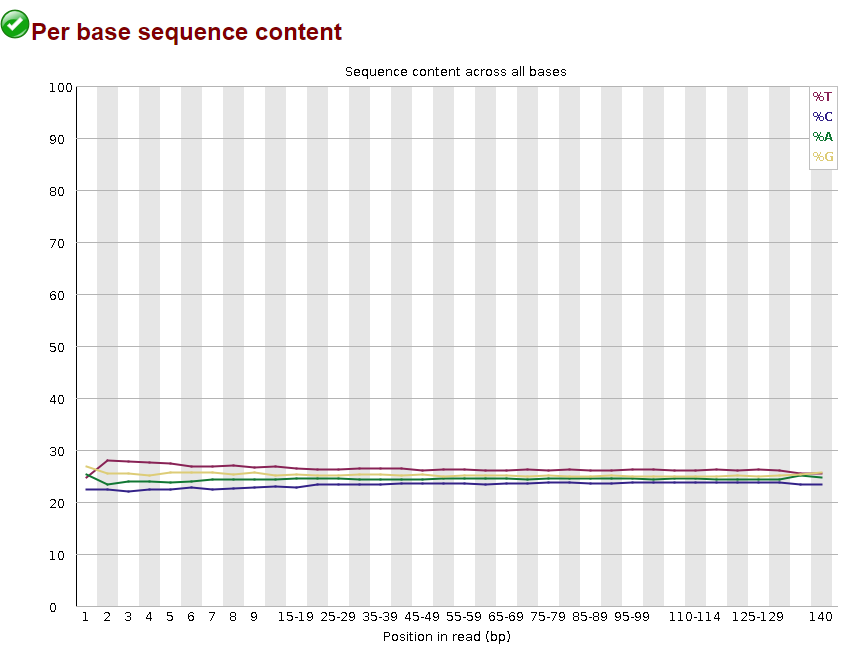 Per base sequence content
Sequence content across all bases
%T
%C
%A
%G
100
90
80
70
60
50
40
30
20
10
0
1 2 3 4 5 6 7 8 9 15-19 25-29 35-39 45-49 55-59 65-69 75-79 85-89 95-99 110-114 125-129 140
Position in read (bp)